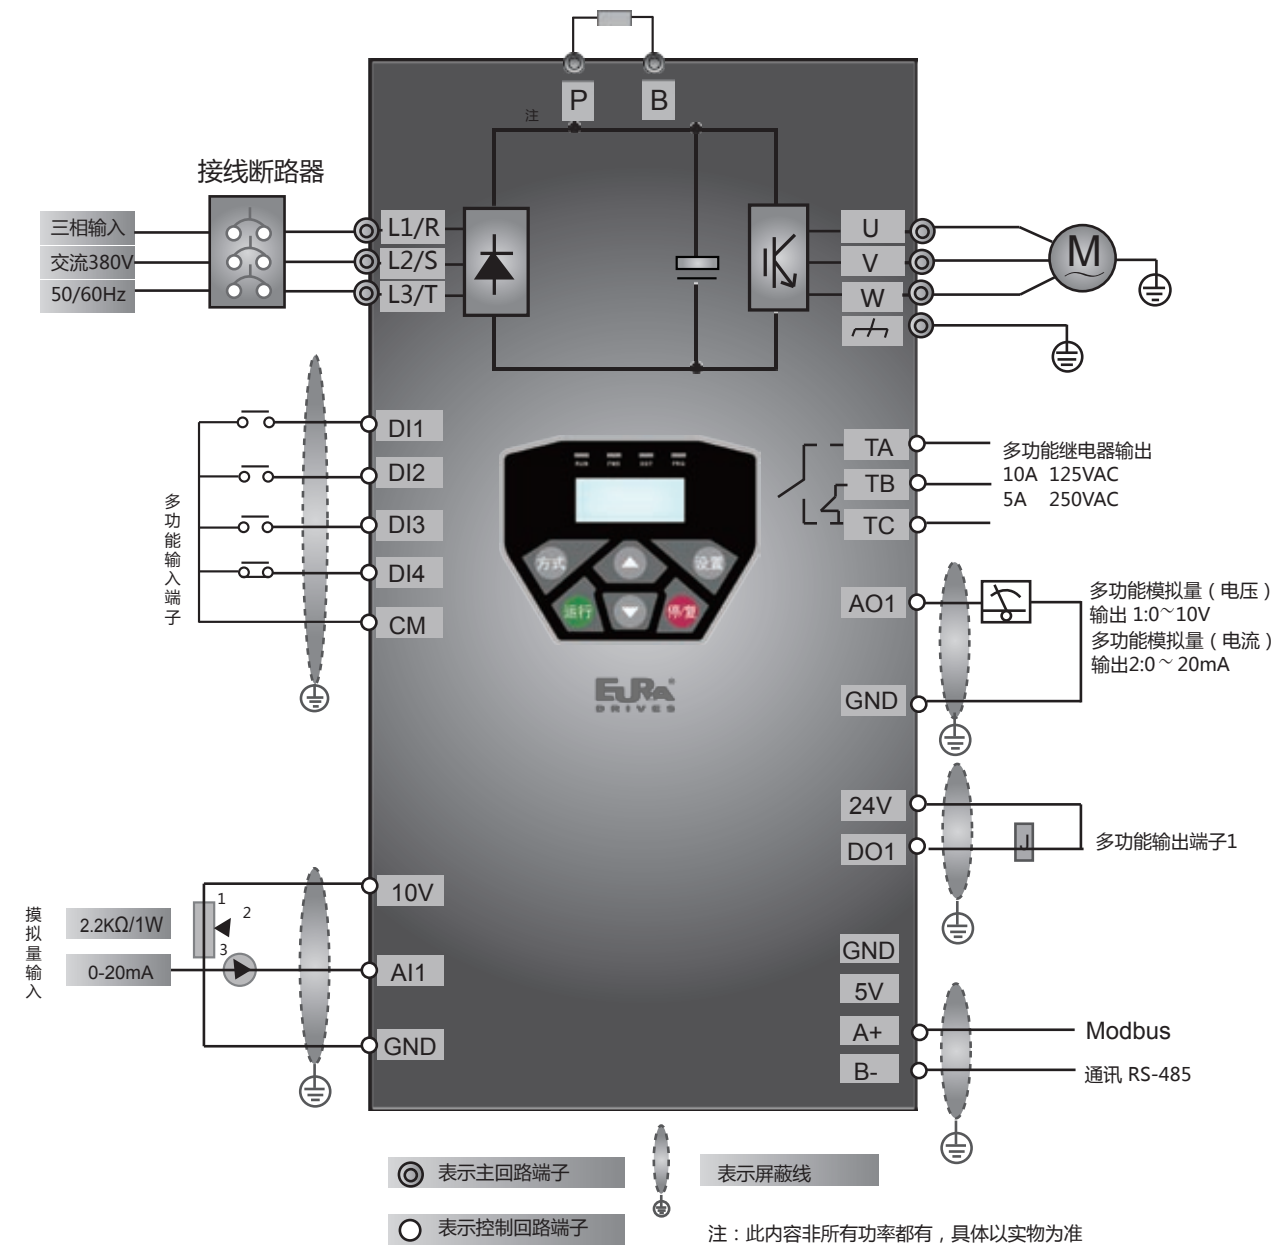 P
B
注
接线断路器
三相输入
交流380V
50/60Hz
L1/R
L2/S
L3/T
U
V
W
M
DI1
DI2
DI3
DI4
CM
多功能输入端子
RUN FWD DGT FRQ
方式
设置
运行
停/复
EURA
DRIVES
TA
TB
TC
多功能继电器输出
10A 125VAC
5A 250VAC
AO1
GND
多功能模拟量（电压）
输出 1:0~10V
多功能模拟量（电流）
输出2:0～20mA
24V
DO1
J
多功能输出端子1
摸拟量输入
2.2KΩ/1W
0-20mA
1
2
3
10V
AI1
GND
GND
5V
A+
B-
Modbus
通讯 RS-485
表示主回路端子
表示屏蔽线
表示控制回路端子
注：此内容非所有功率都有，具体以实物为准